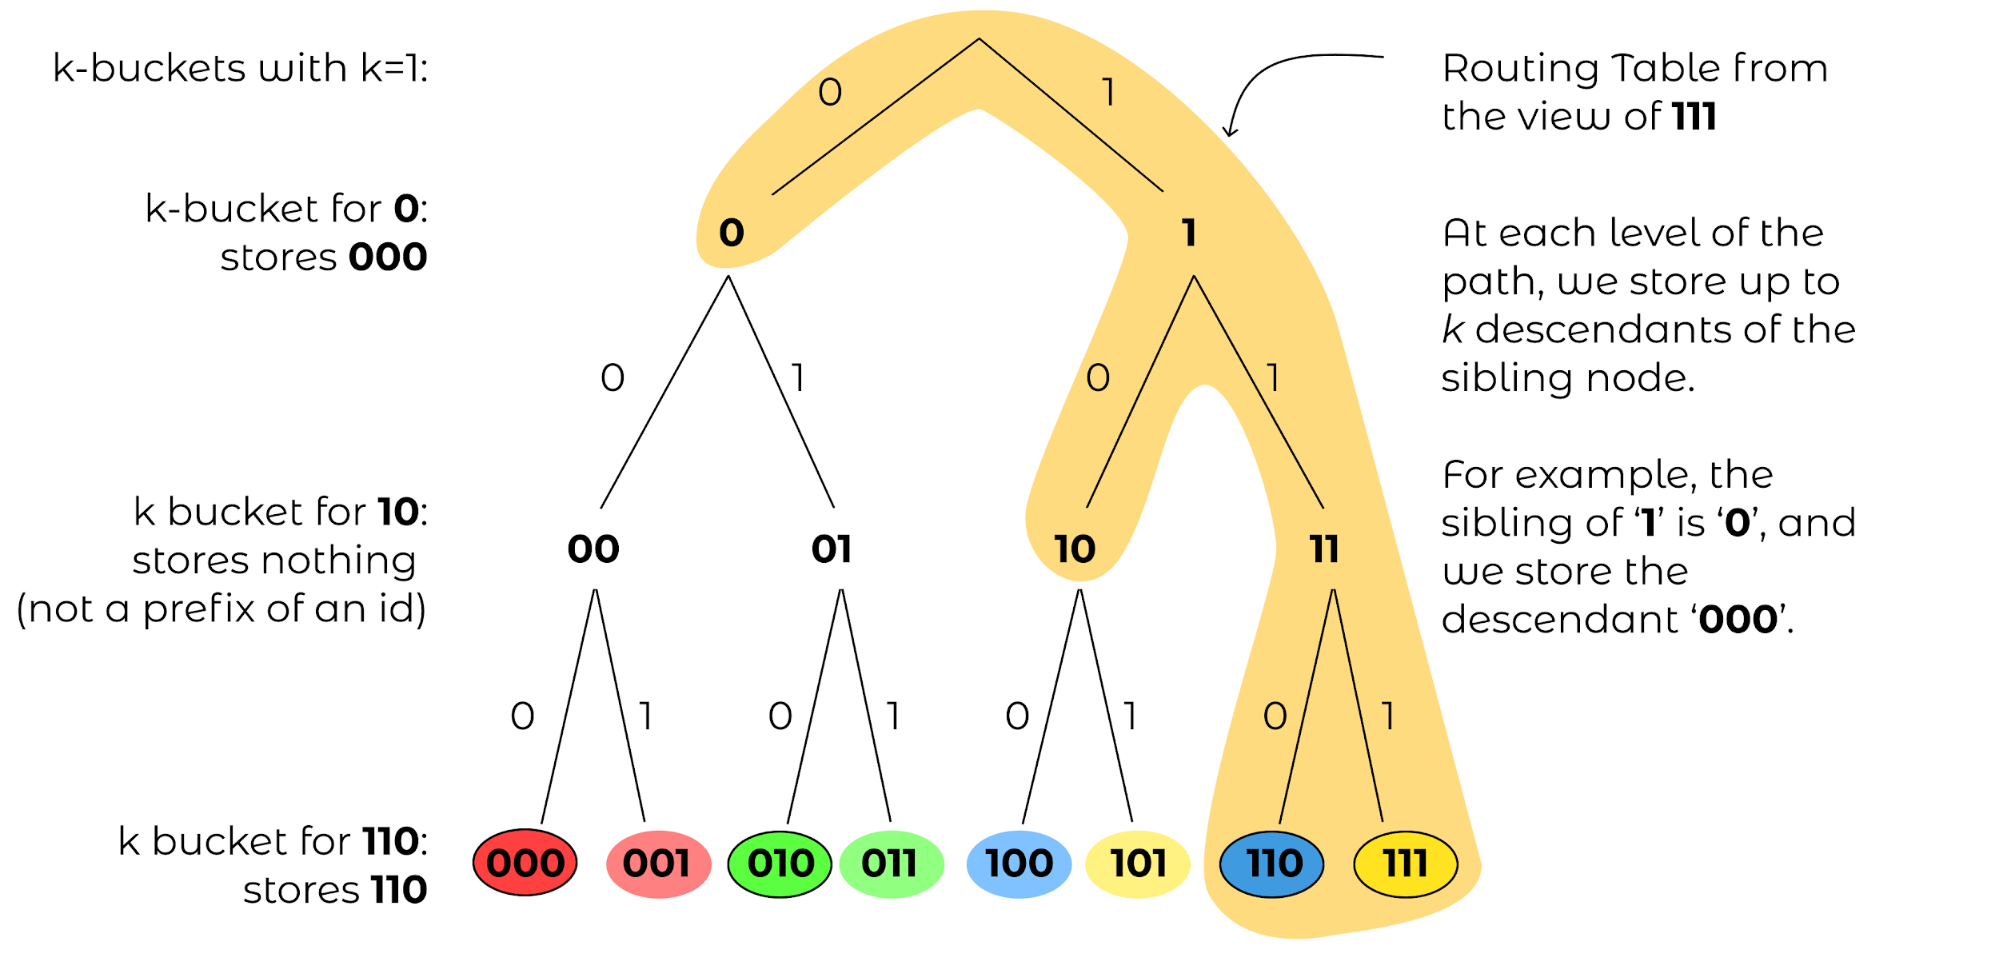 k-buckets with k=1:
k-bucket for 0:
stores 000
k bucket for 10:
stores nothing
(not a prefix of an id)
k bucket for 110:
stores 110
0 1
0 1
0 1 0 1
00 01 10 11
0 1 0 1 0 1 0 1
000 001 010 011 100 101 110 111
Routing Table from
the view of 111
At each level of the
path, we store up to
k descendants of the
sibling node.
For example, the
sibling of ‘1’ is ‘0’, and
we store the
descendant ‘000’.